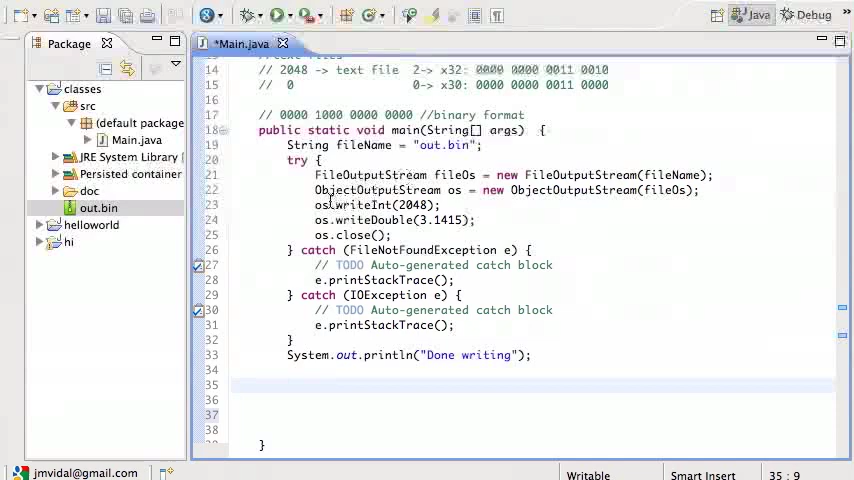 Java
Debug
Package
*Main.java
classes
src
(default package
Main.java
JRE System Library
Persisted container
doc
out.bin
helloworld
hi
14 // 2048 -> text file 2-> x32: 0000 0000 0011 0010
15 // 0 0-> x30: 0000 0000 0011 0000
16
17 // 0000 1000 0000 0000 //binary format
18 public static void main(String[] args) {
19 String fileName = "out.bin";
20 try {
21 FileOutputStream fileOs = new FileOutputStream(fileName);
22 ObjectOutputStream os = new ObjectOutputStream(fileOs);
23 os.writeInt(2048);
24 os.writeDouble(3.1415);
25 os.close();
26 } catch (FileNotFoundException e) {
27 // TODO Auto-generated catch block
28 e.printStackTrace();
29 } catch (IOException e) {
30 // TODO Auto-generated catch block
31 e.printStackTrace();
32 }
33 System.out.println("Done writing");
34
35
36
37
38
}
jmvidal@gmail.com
Writable
Smart Insert
35 : 9